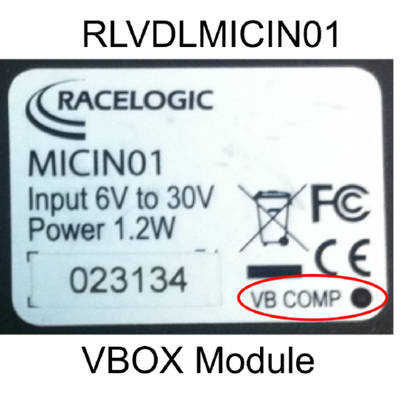 RLVDLMICIN01
RACELOGIC
MICIN01
Input 6V to 30V
Power 1.2W
FC
CE
023134
VB COMP
VBOX Module